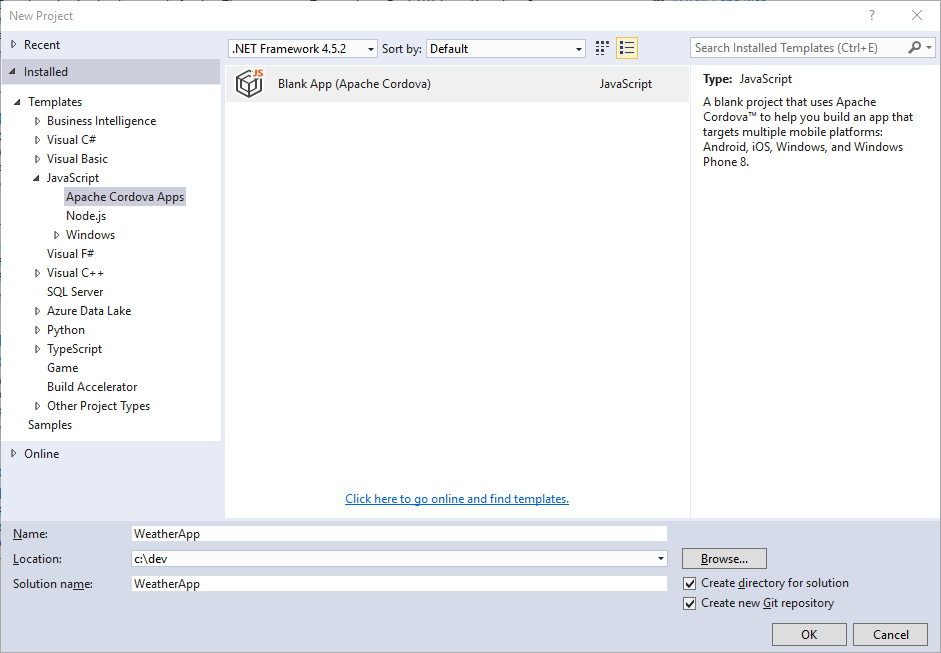 New Project
?
Recent
.NET Framework 4.5.2 Sort by: Default
Search Installed Templates (Ctrl+E)
Installed
Templates
Business Intelligence
Visual C#
Visual Basic
JavaScript
Apache Cordova Apps
Node.js
Windows
Visual F#
Visual C++
SQL Server
Azure Data Lake
Python
TypeScript
Game
Build Accelerator
Other Project Types
Samples
Online
JS
Blank App (Apache Cordova) JavaScript
Click here to go online and find templates.
Type: JavaScript
A blank project that uses Apache
Cordova™ to help you build an app that
targets multiple mobile platforms:
Android, iOS, Windows, and Windows
Phone 8.
Name: WeatherApp
Location: c:\dev
Browse...
Solution name: WeatherApp
Create directory for solution
Create new Git repository
OK Cancel